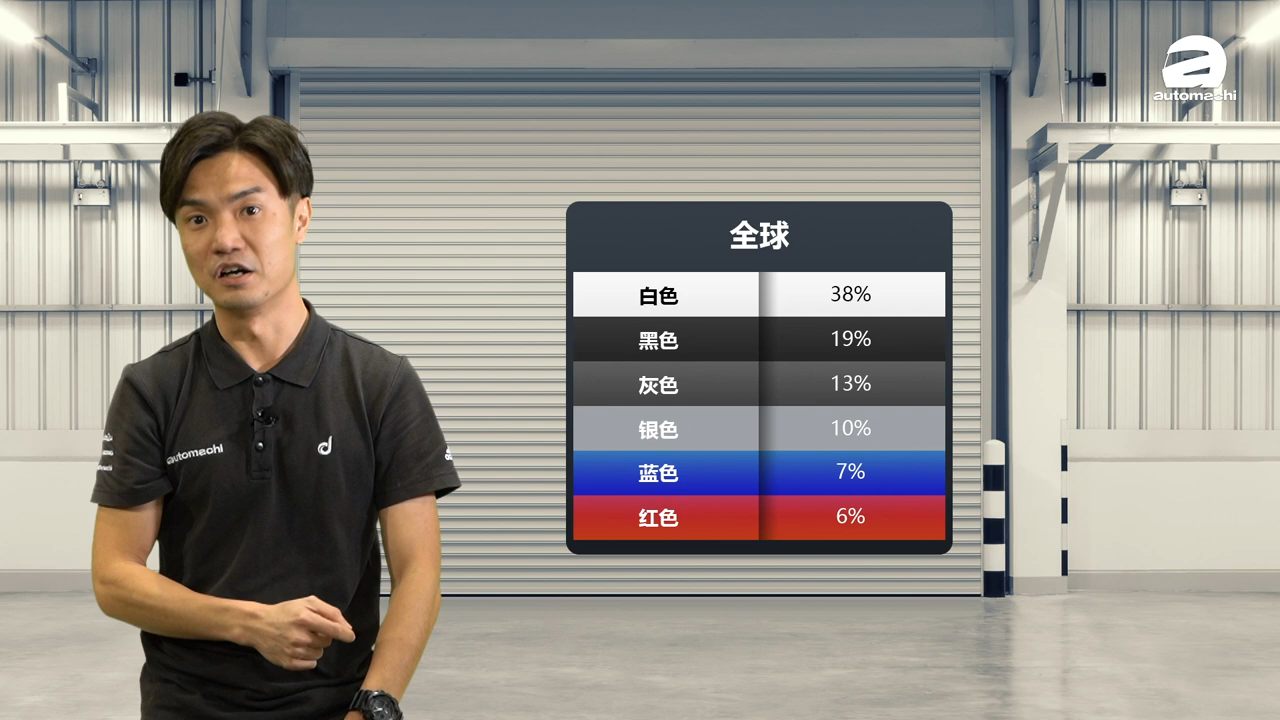 automachi
全球
白色 38%
黑色 19%
灰色 13%
银色 10%
蓝色 7%
红色 6%
automachi